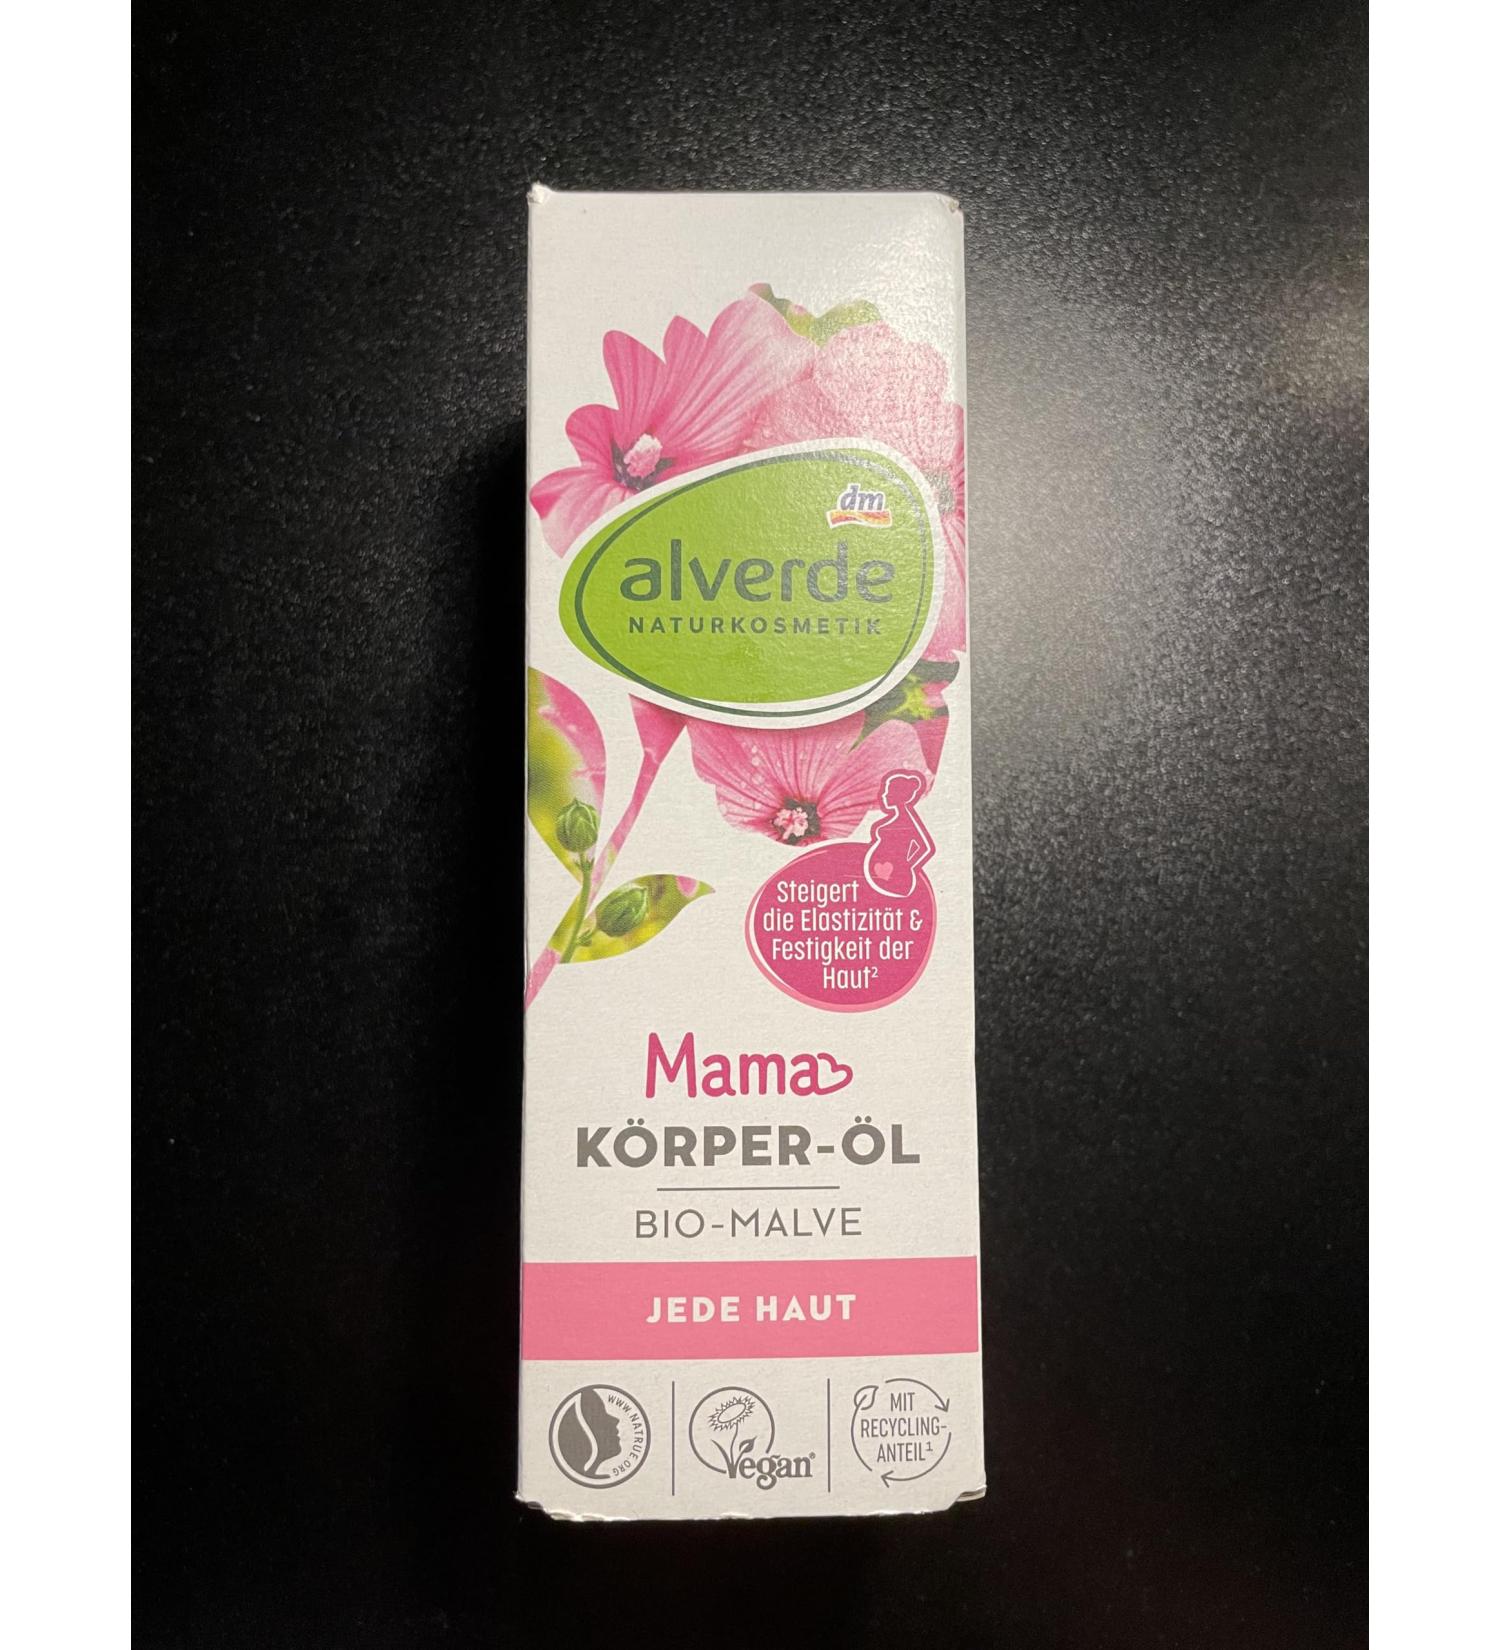 dm
alverde
NATURKOSMETIK
Steigert
die Elastizität &
Festigkeit der
Haut²
Mama
KÖRPER-ÖL
BIO-MALVE
JEDE HAUT
WWW.NATRUE.ORG
Vegan®
MIT
RECYCLING-
ANTEIL¹